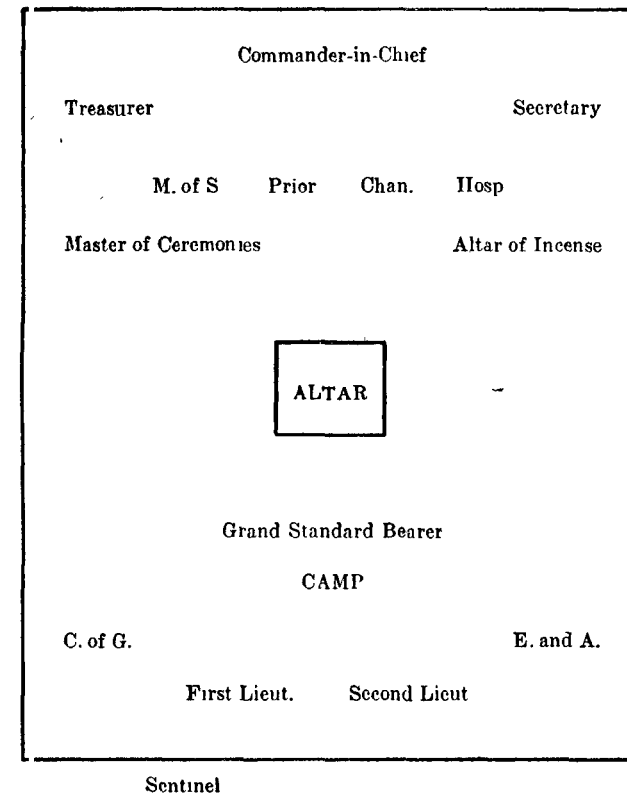 Commander-in-Chief
Treasurer Secretary
M. of S Prior Chan. Hosp
Master of Ceremonies Altar of Incense
ALTAR
Grand Standard Bearer
CAMP
C. of G. E. and A.
First Lieut. Second Lieut
Sentinel